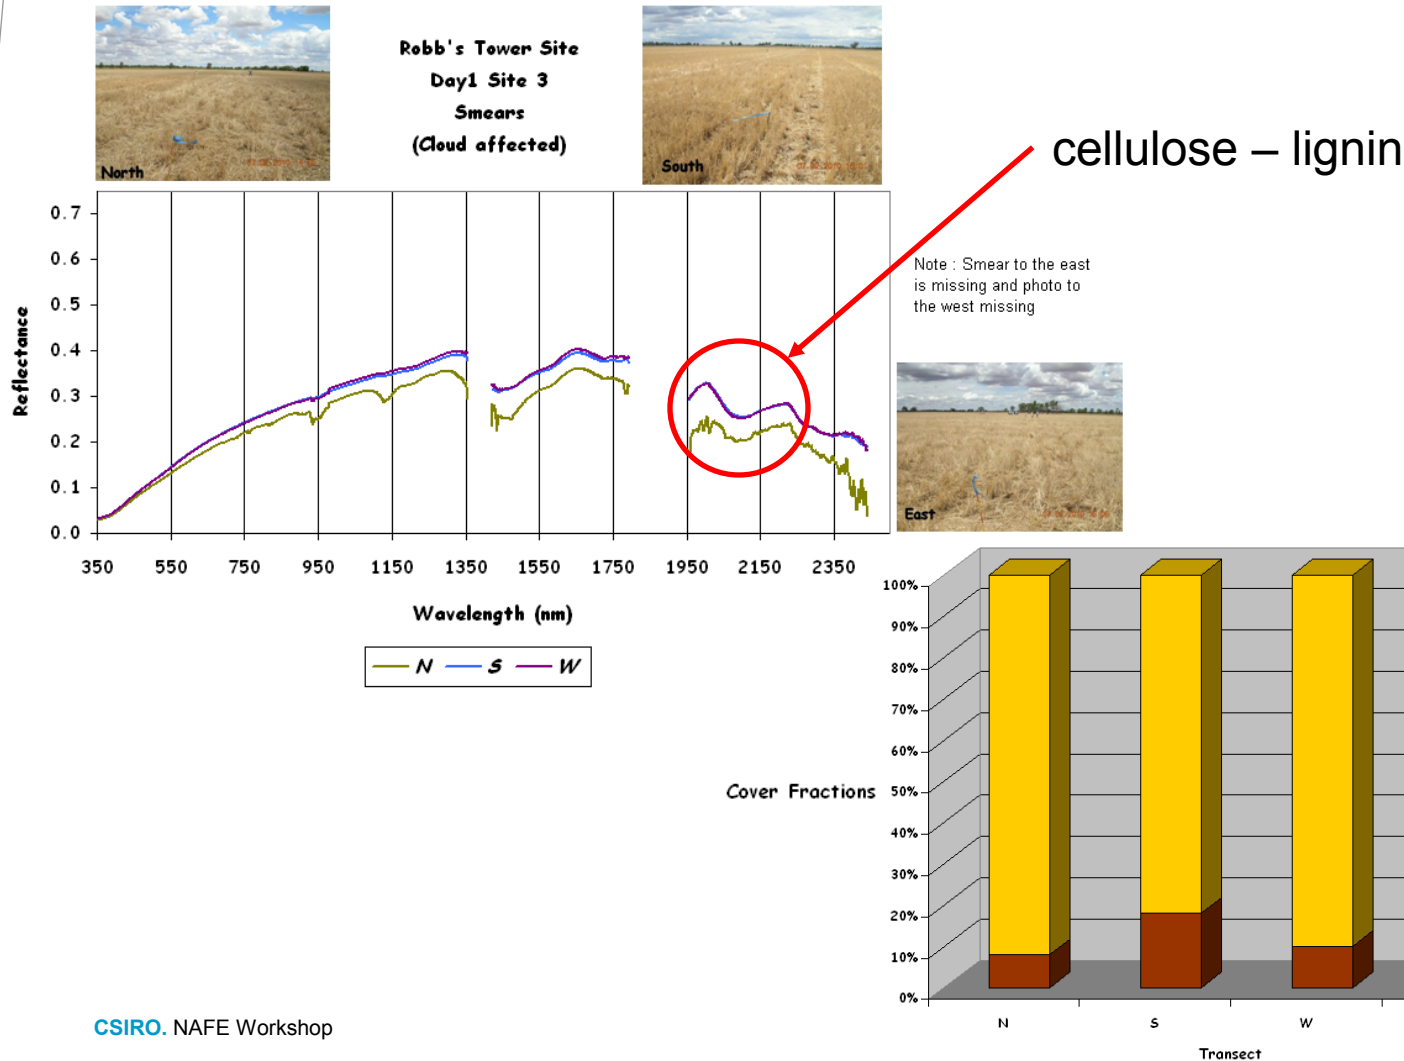 Robb's Tower Site
Day1 Site 3
Smears
(Cloud affected)
North
South
cellulose – lignin
Note : Smear to the east
is missing and photo to
the west missing
East
Reflectance
0.7
0.6
0.5
0.4
0.3
0.2
0.1
0.0
350 550 750 950 1150 1350 1550 1750 1950 2150 2350
Wavelength (nm)
N S W
Cover Fractions
100%
90%
80%
70%
60%
50%
40%
30%
20%
10%
0%
N S W
Transect
CSIRO. NAFE Workshop